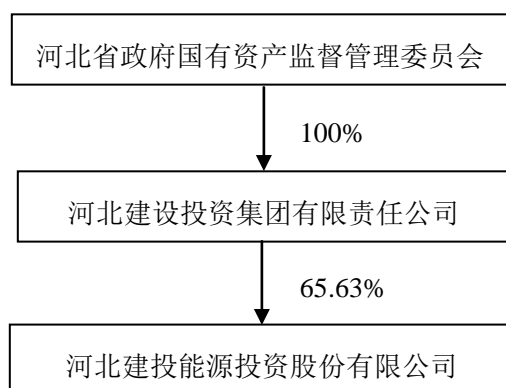 河北省政府国有资产监督管理委员会
100%
河北建设投资集团有限责任公司
65.63%
河北建投能源投资股份有限公司